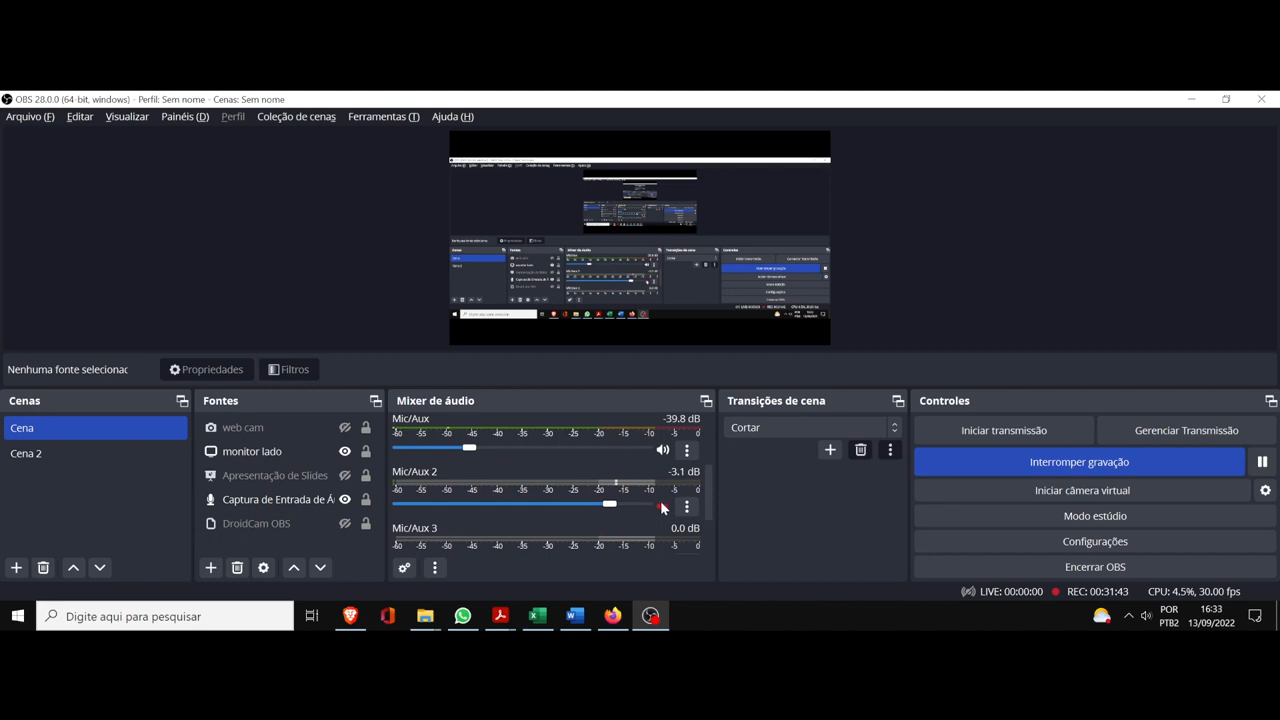 OBS 28.0.0 (64-bit, windows) - Perfil: Sem nome - Cenas: Sem nome
Arquivo (F) Editar Visualizar Painéis (D) Perfil Coleção de cenas Ferramentas (T) Ajuda (H)
Nenhuma fonte selecionad Propriedades Filtros
Cenas
Cena
Cena 2
Fontes
web cam
monitor lado
Apresentação de Slides
Captura de Entrada de Á
DroidCam OBS
Mixer de áudio
Mic/Aux -39.8 dB
-60 -55 -50 -45 -40 -35 -30 -25 -20 -15 -10 -5 0
Mic/Aux 2 -3.1 dB
-60 -55 -50 -45 -40 -35 -30 -25 -20 -15 -10 -5 0
Mic/Aux 3 0.0 dB
-60 -55 -50 -45 -40 -35 -30 -25 -20 -15 -10 -5 0
Transições de cena
Cortar
Controles
Iniciar transmissão Gerenciar Transmissão
Interromper gravação
Iniciar câmera virtual
Modo estúdio
Configurações
Encerrar OBS
LIVE: 00:00:00 REC: 00:31:43 CPU: 4.5%, 30.00 fps
Digite aqui para pesquisar
POR
PTB2
16:33
13/09/2022